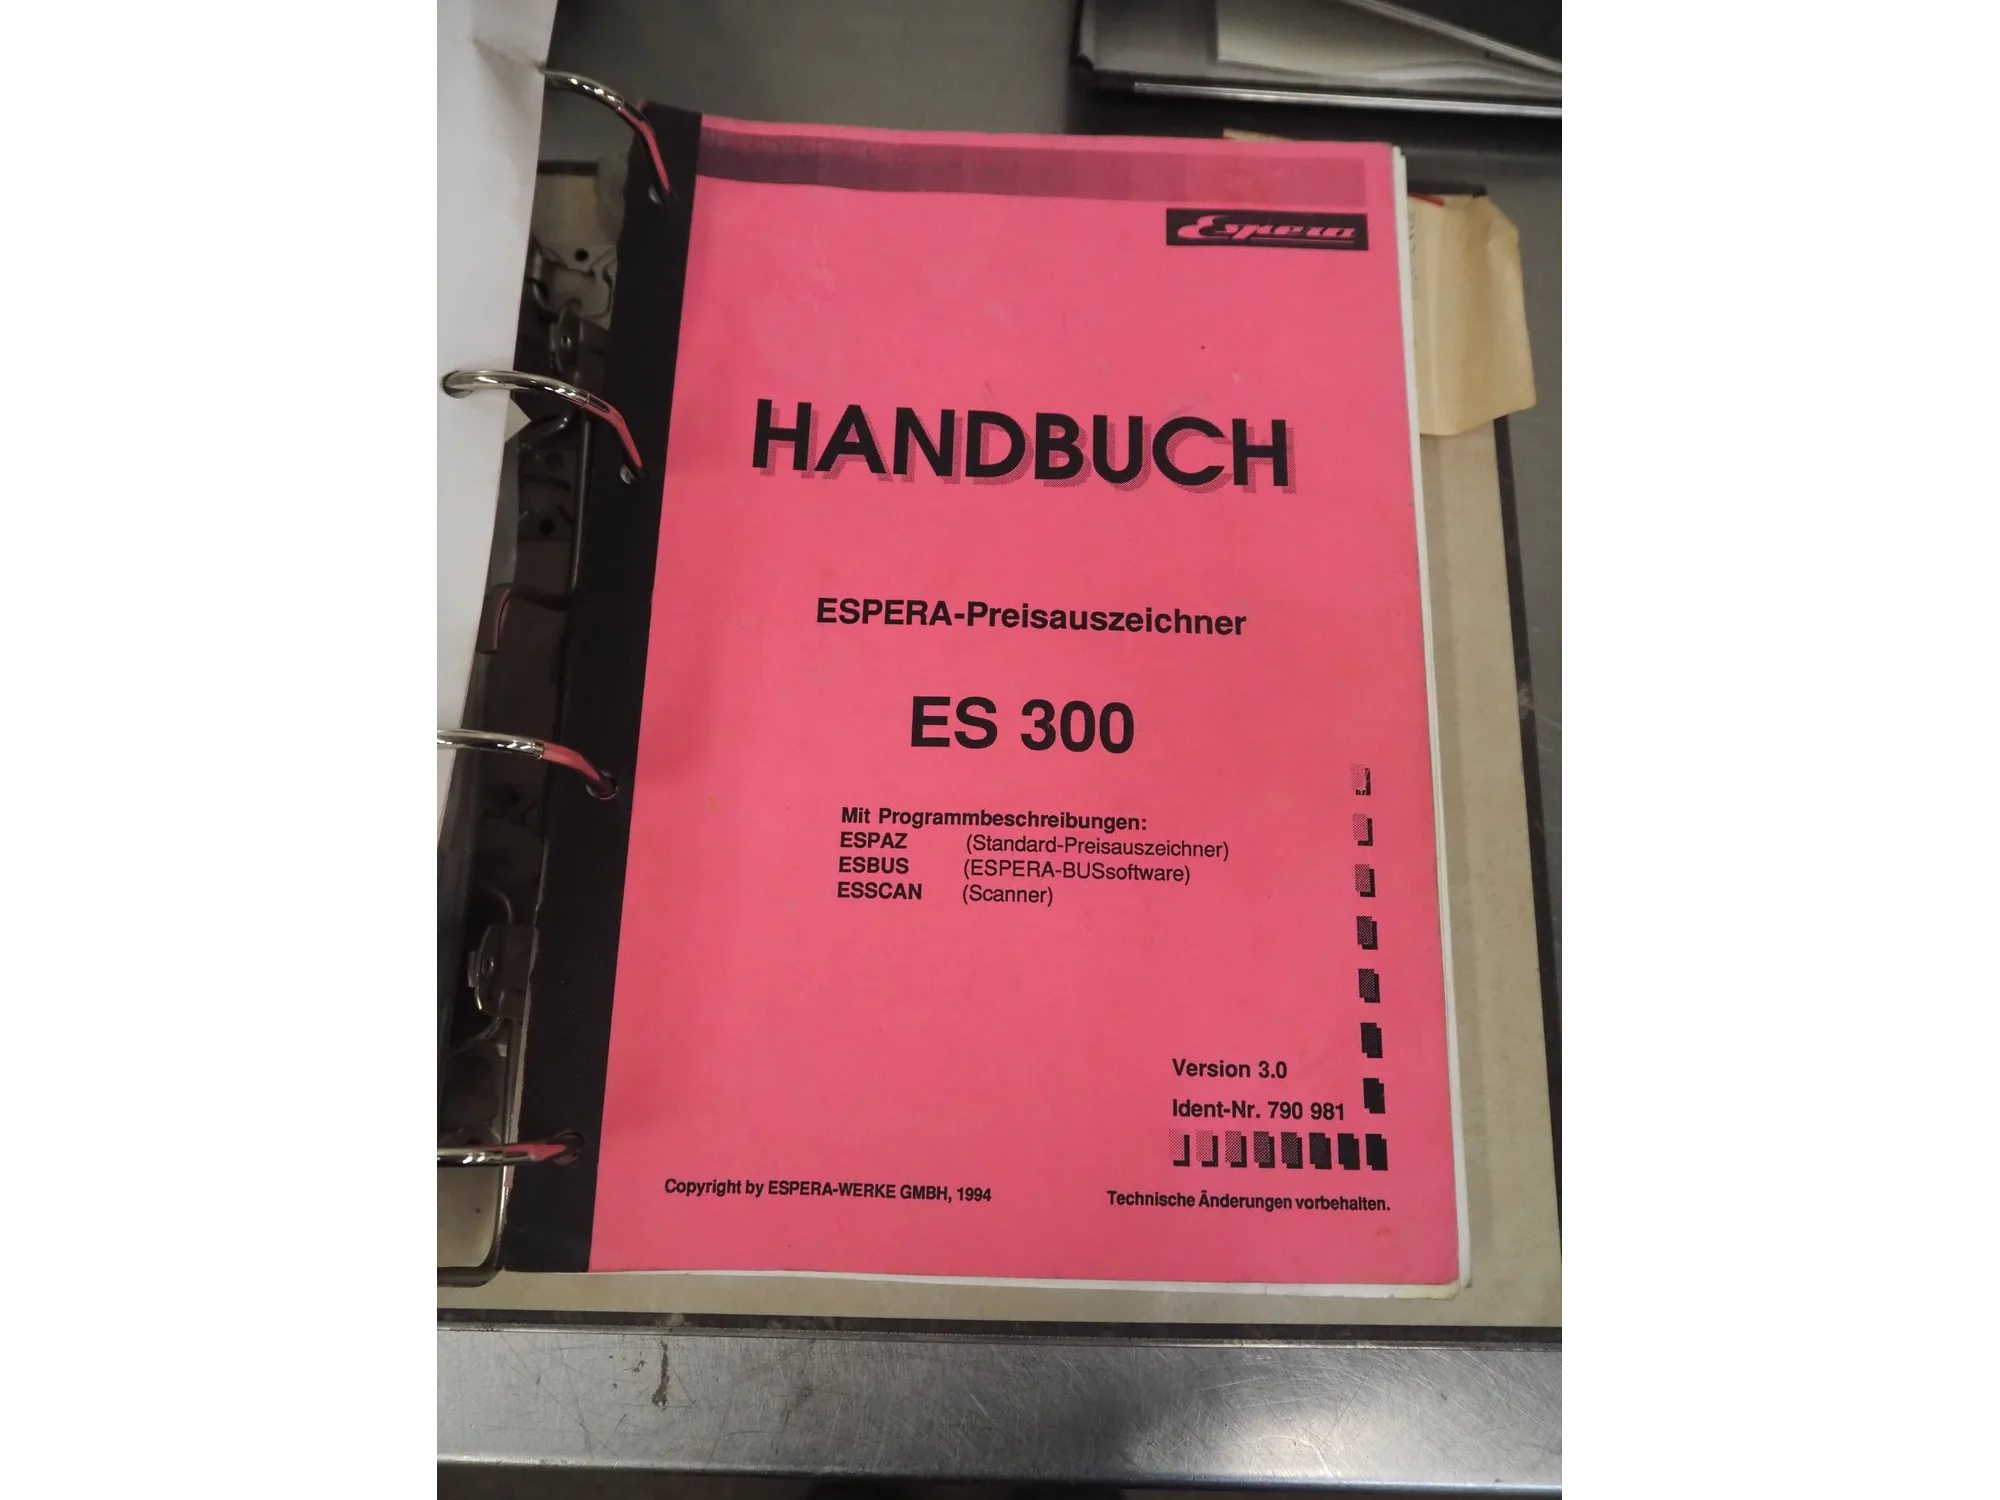 Espera
HANDBUCH
ESPERA-Preisauszeichner
ES 300
Mit Programmbeschreibungen:
ESPAZ (Standard-Preisauszeichner)
ESBUS (ESPERA-BUSsoftware)
ESSCAN (Scanner)
Version 3.0
Ident-Nr. 790 981
Copyright by ESPERA-WERKE GMBH, 1994
Technische Änderungen vorbehalten.